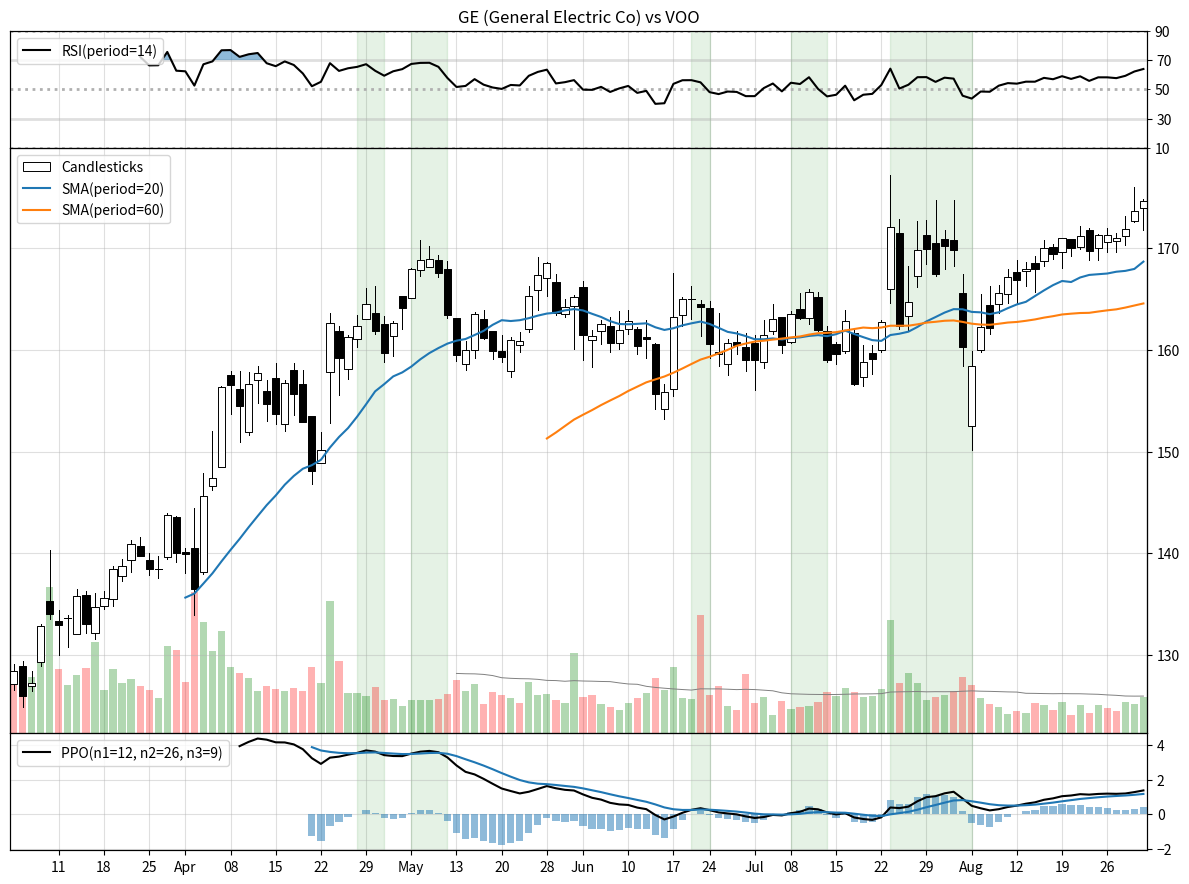 GE (General Electric Co) vs VOO
RSI(period=14)
90
70
50
30
10
Candlesticks
SMA(period=20)
SMA(period=60)
170
160
150
140
130
PPO(n1=12, n2=26, n3=9)
4
2
0
−2
11 18 25 Apr 08 15 22 29 May 13 20 28 Jun 10 17 24 Jul 08 15 22 29 Aug 12 19 26